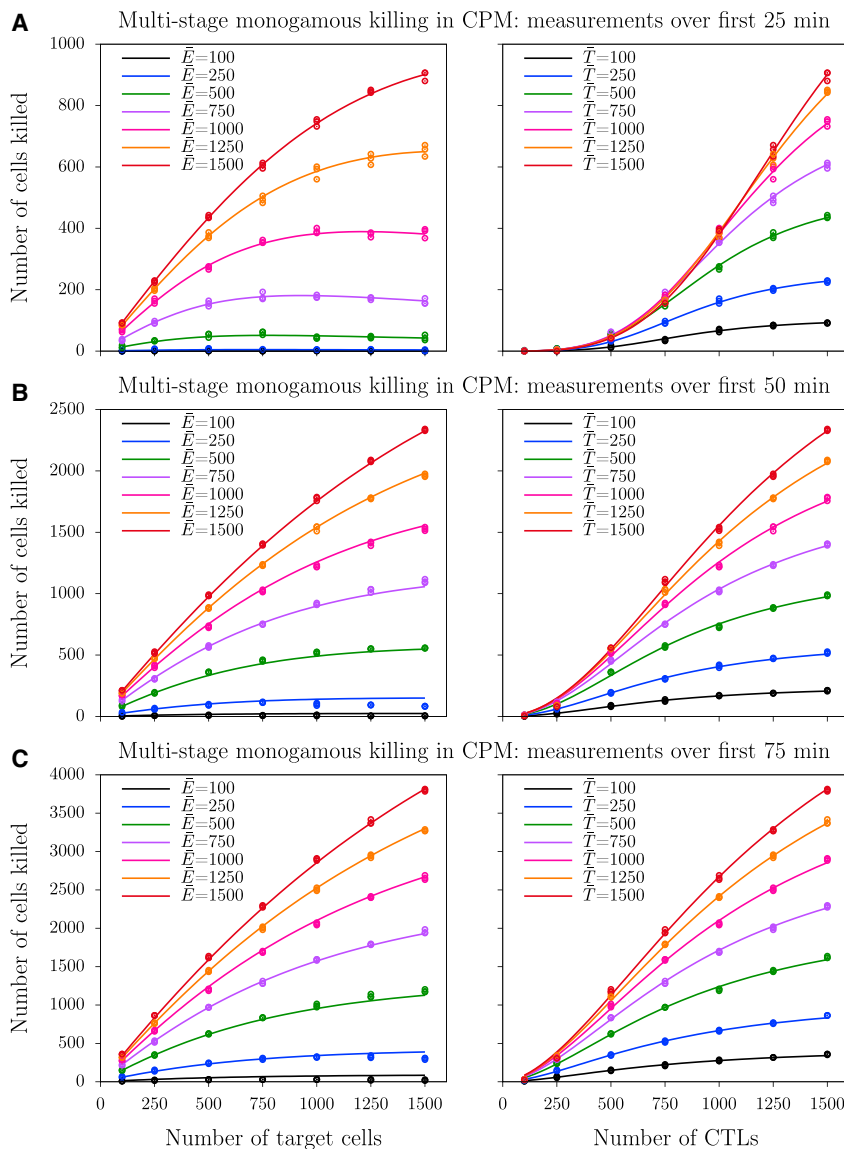 A
Multi-stage monogamous killing in CPM: measurements over first 25 min
Number of cells killed
1000
800
600
400
200
0
Ē=100
Ē=250
Ē=500
Ē=750
Ē=1000
Ē=1250
Ē=1500
T̄=100
T̄=250
T̄=500
T̄=750
T̄=1000
T̄=1250
T̄=1500
B
Multi-stage monogamous killing in CPM: measurements over first 50 min
Number of cells killed
2500
2000
1500
1000
500
0
Ē=100
Ē=250
Ē=500
Ē=750
Ē=1000
Ē=1250
Ē=1500
T̄=100
T̄=250
T̄=500
T̄=750
T̄=1000
T̄=1250
T̄=1500
C
Multi-stage monogamous killing in CPM: measurements over first 75 min
Number of cells killed
4000
3500
3000
2500
2000
1500
1000
500
0
Ē=100
Ē=250
Ē=500
Ē=750
Ē=1000
Ē=1250
Ē=1500
T̄=100
T̄=250
T̄=500
T̄=750
T̄=1000
T̄=1250
T̄=1500
0 250 500 750 1000 1250 1500
0 250 500 750 1000 1250 1500
Number of target cells
Number of CTLs